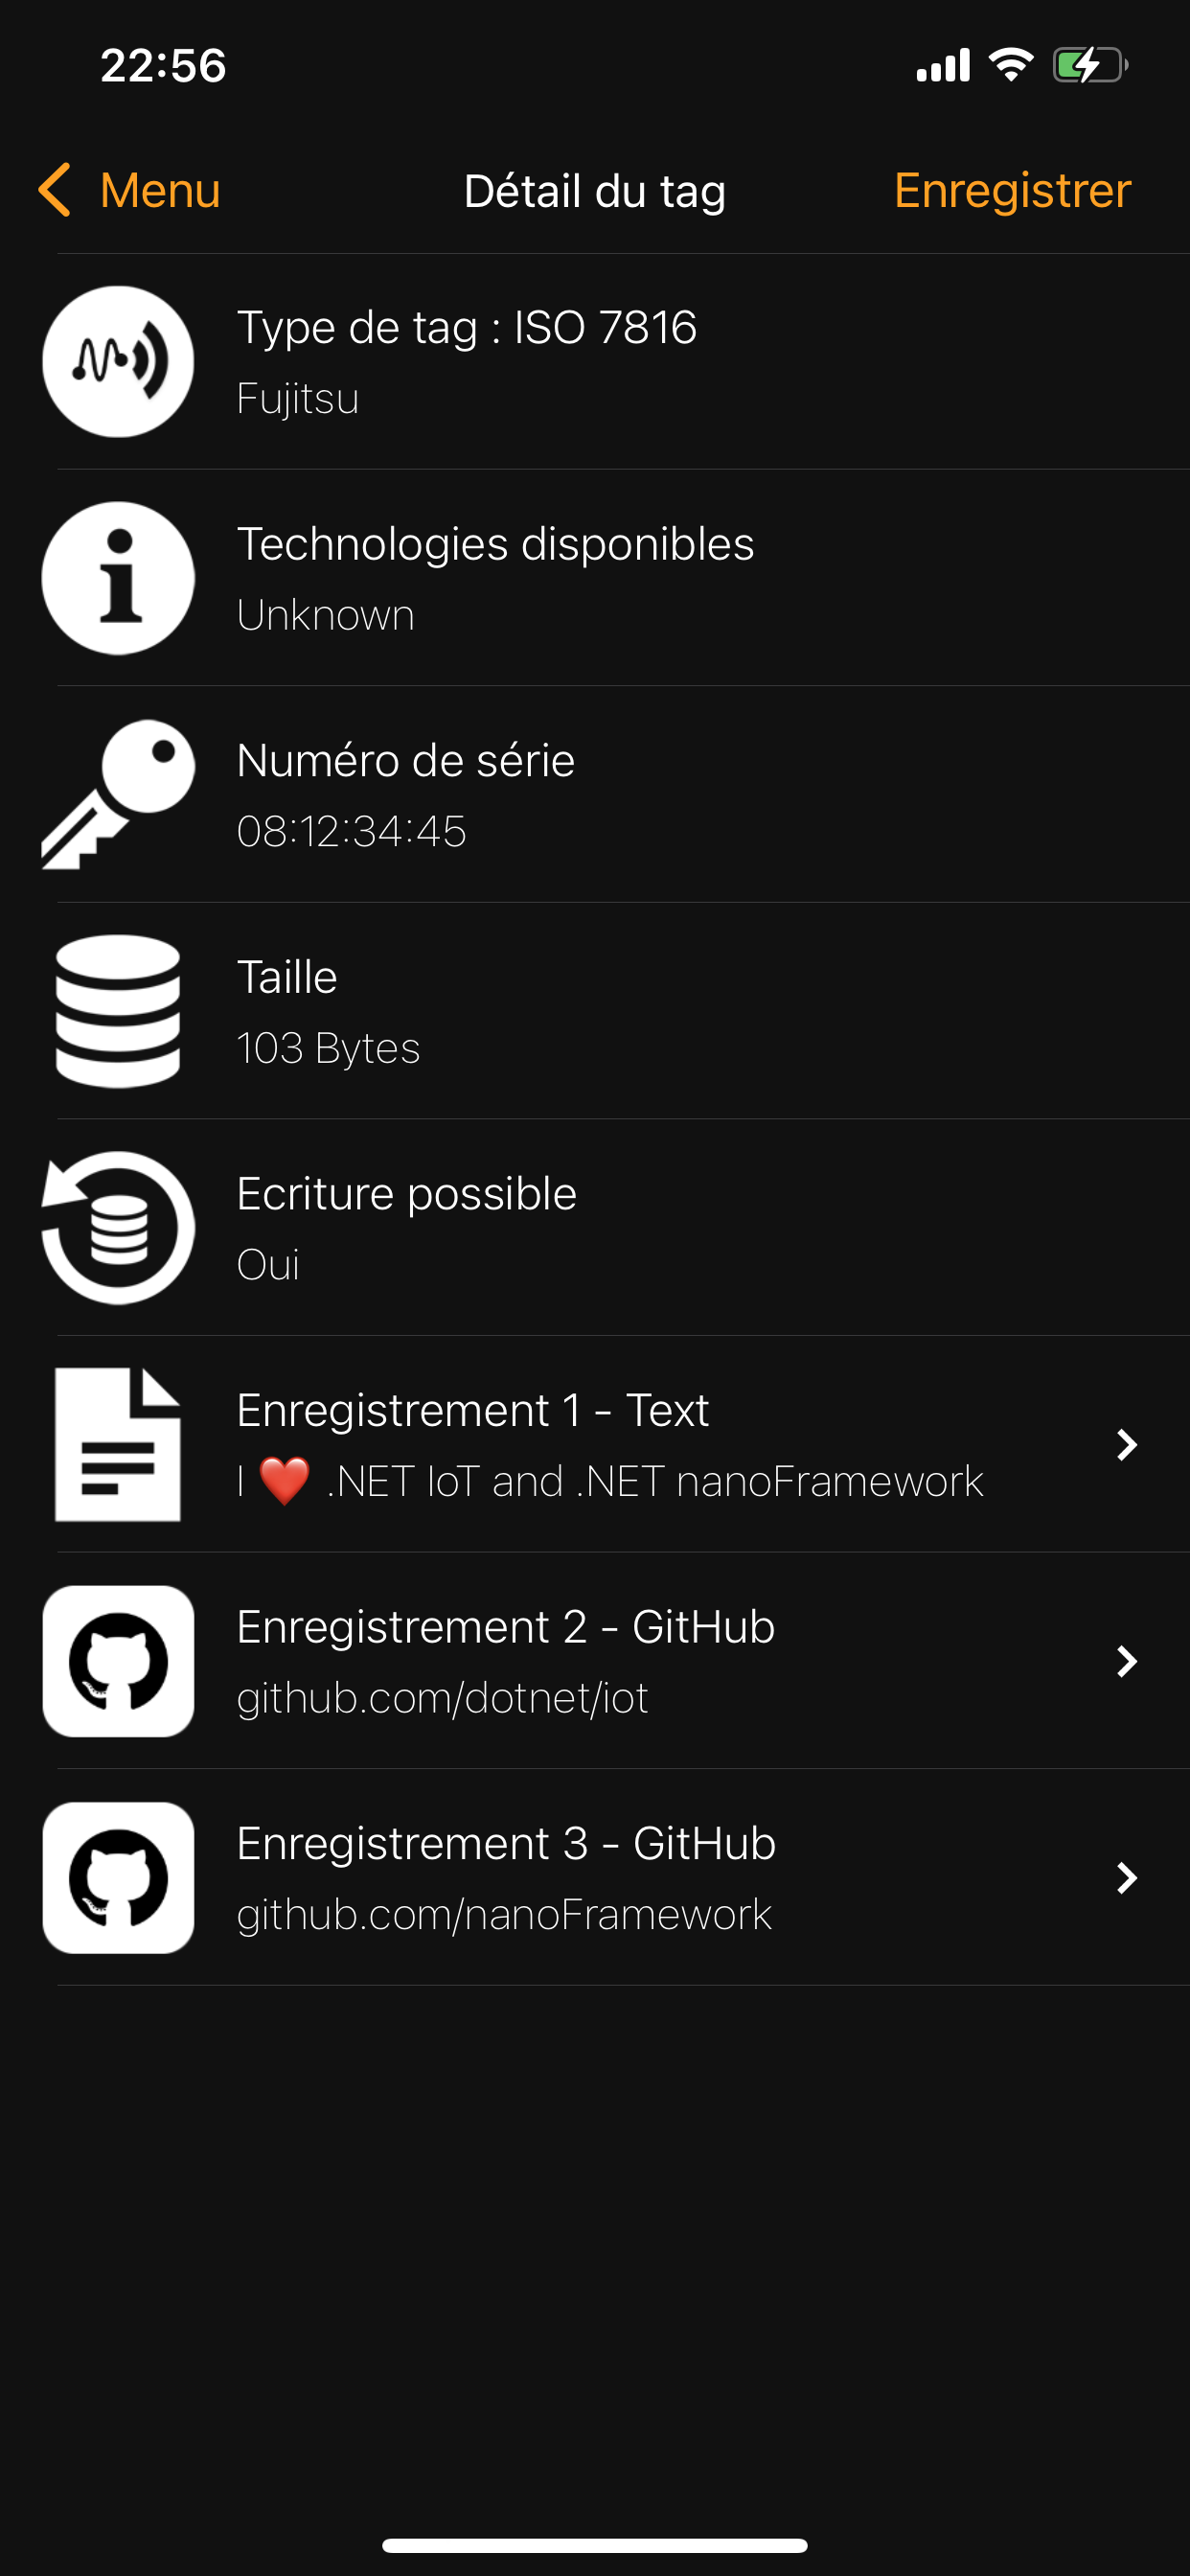 22:56
Menu
Détail du tag
Enregistrer
Type de tag : ISO 7816
Fujitsu
Technologies disponibles
Unknown
Numéro de série
08:12:34:45
Taille
103 Bytes
Ecriture possible
Oui
Enregistrement 1 - Text
I ❤️ .NET IoT and .NET nanoFramework
Enregistrement 2 - GitHub
github.com/dotnet/iot
Enregistrement 3 - GitHub
github.com/nanoFramework